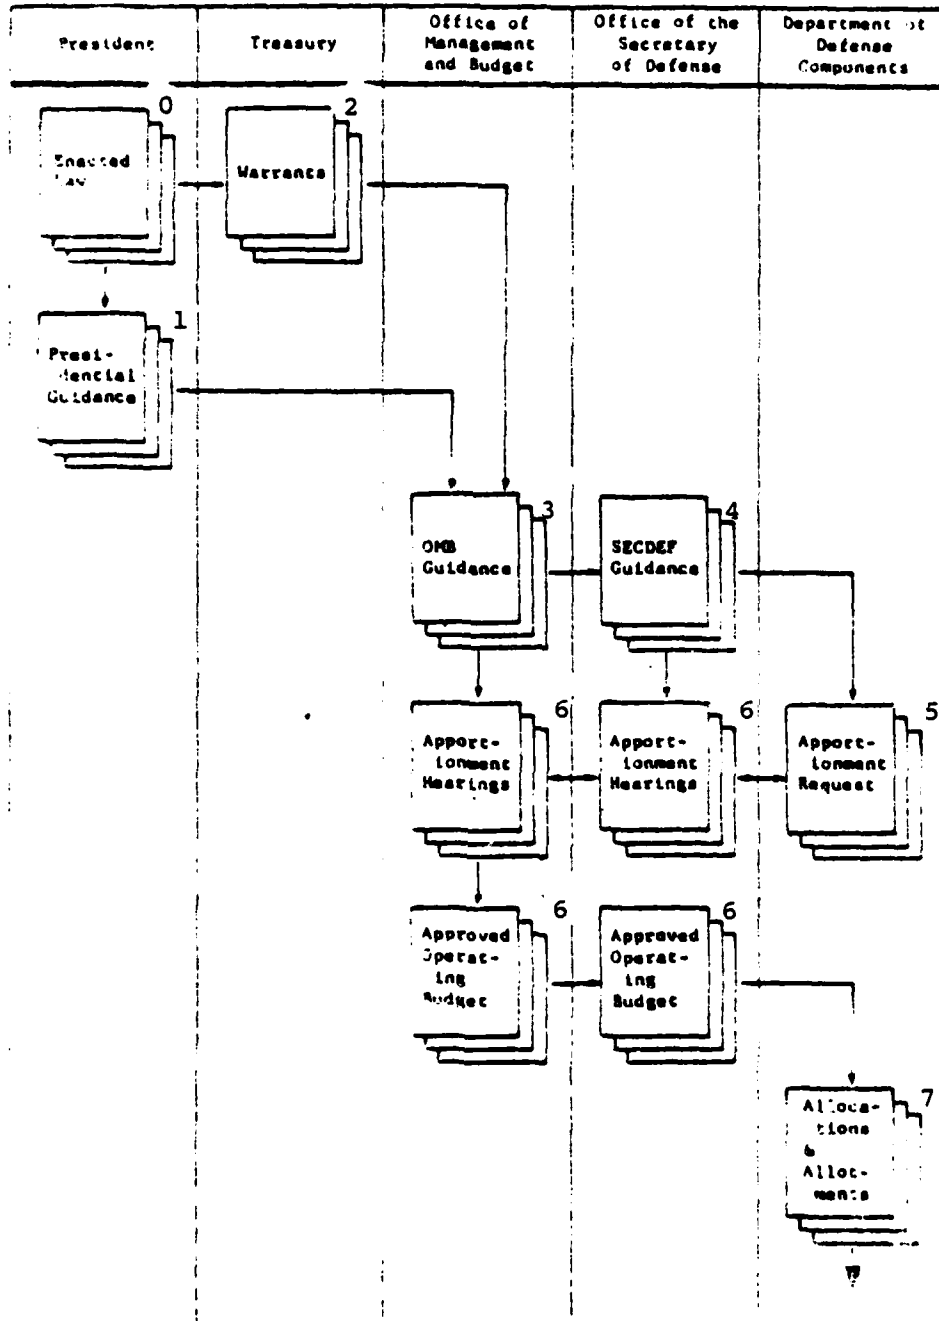 President
Treasury
Office of
Management
and Budget
Office of the
Secretary
of Defense
Department of
Defense
Components
0
Enacted
Law
2
Warrants
1
Presi-
dential
Guidance
3
OMB
Guidance
4
SECDEF
Guidance
6
Apport-
ionment
Hearings
6
Apport-
ionment
Hearings
5
Apport-
ionment
Request
6
Approved
Operat-
ing
Budget
6
Approved
Operat-
ing
Budget
7
Alloca-
tions
&
Allot-
ments